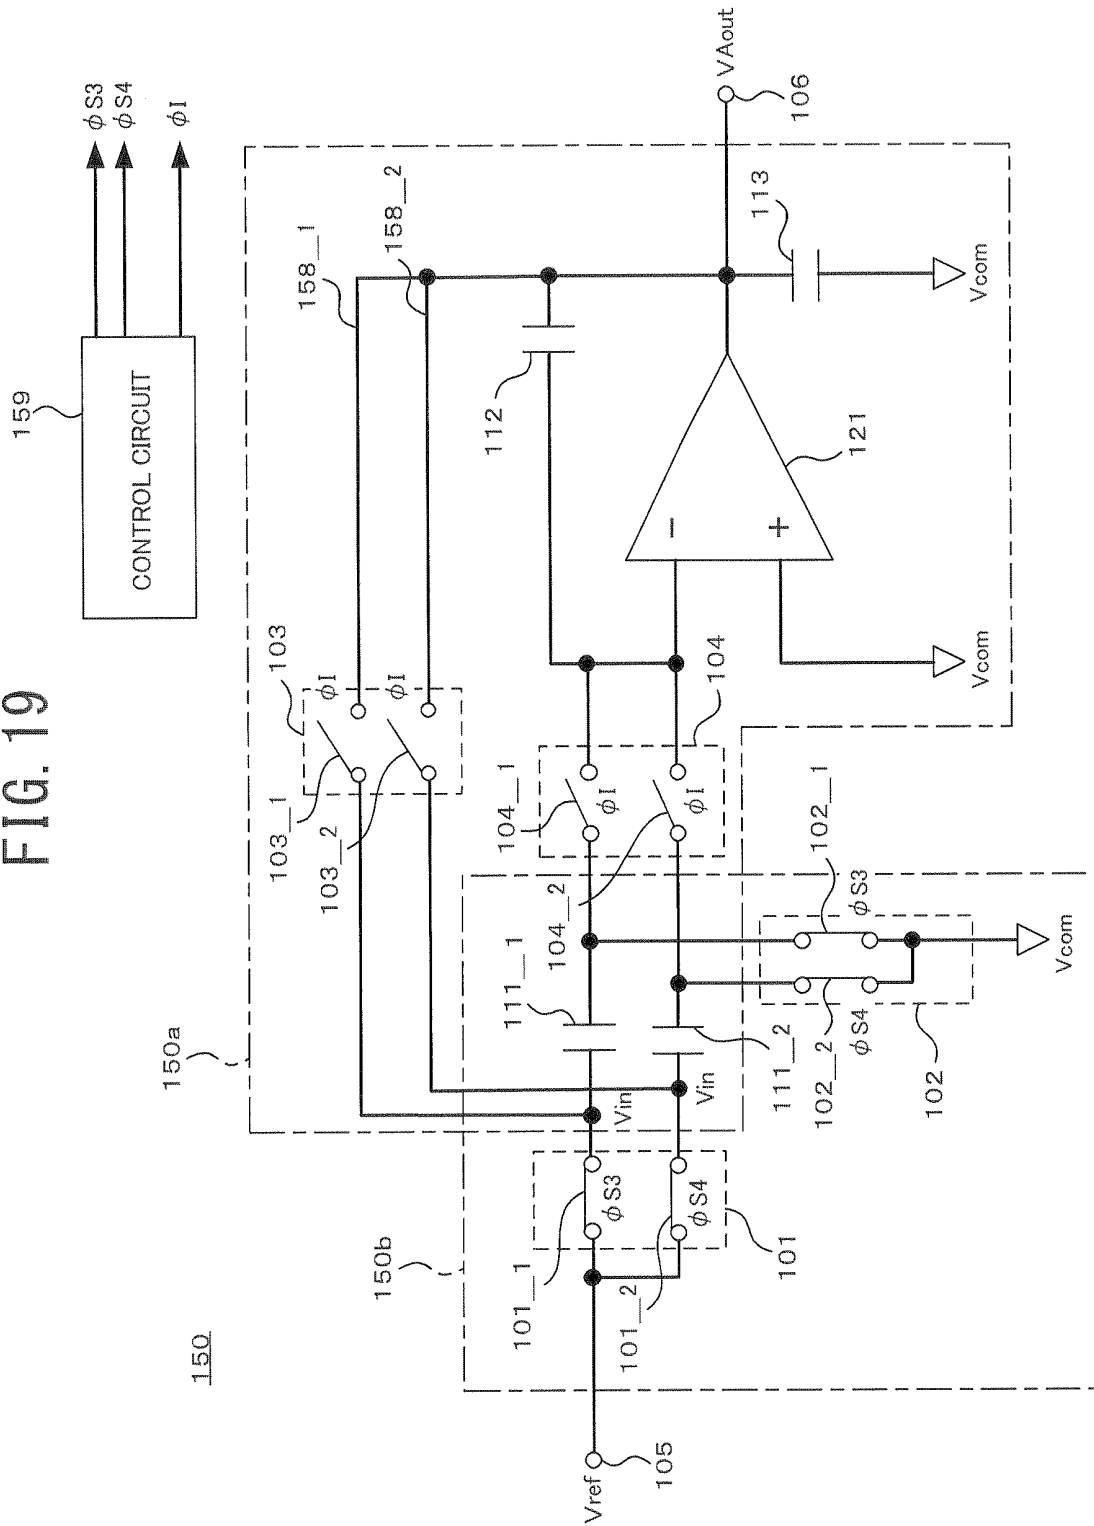 FIG. 19
150
159
CONTROL CIRCUIT
φS3
φS4
φI
150a
103
158_1
158_2
φI
φI
103_1
103_2
112
104_1
φI
104
φI
104_2
150b
111_1
121
−
+
VAout
106
113
Vcom
Vcom
101_1
φS3
Vin
Vin
Vref
105
101_2
φS4
101
111_2
102_2
φS4
102
102_1
φS3
Vcom